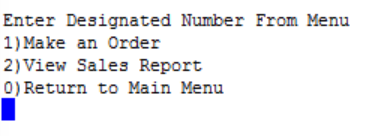 Enter Designated Number From Menu
1)Make an Order
2)View Sales Report
0)Return to Main Menu